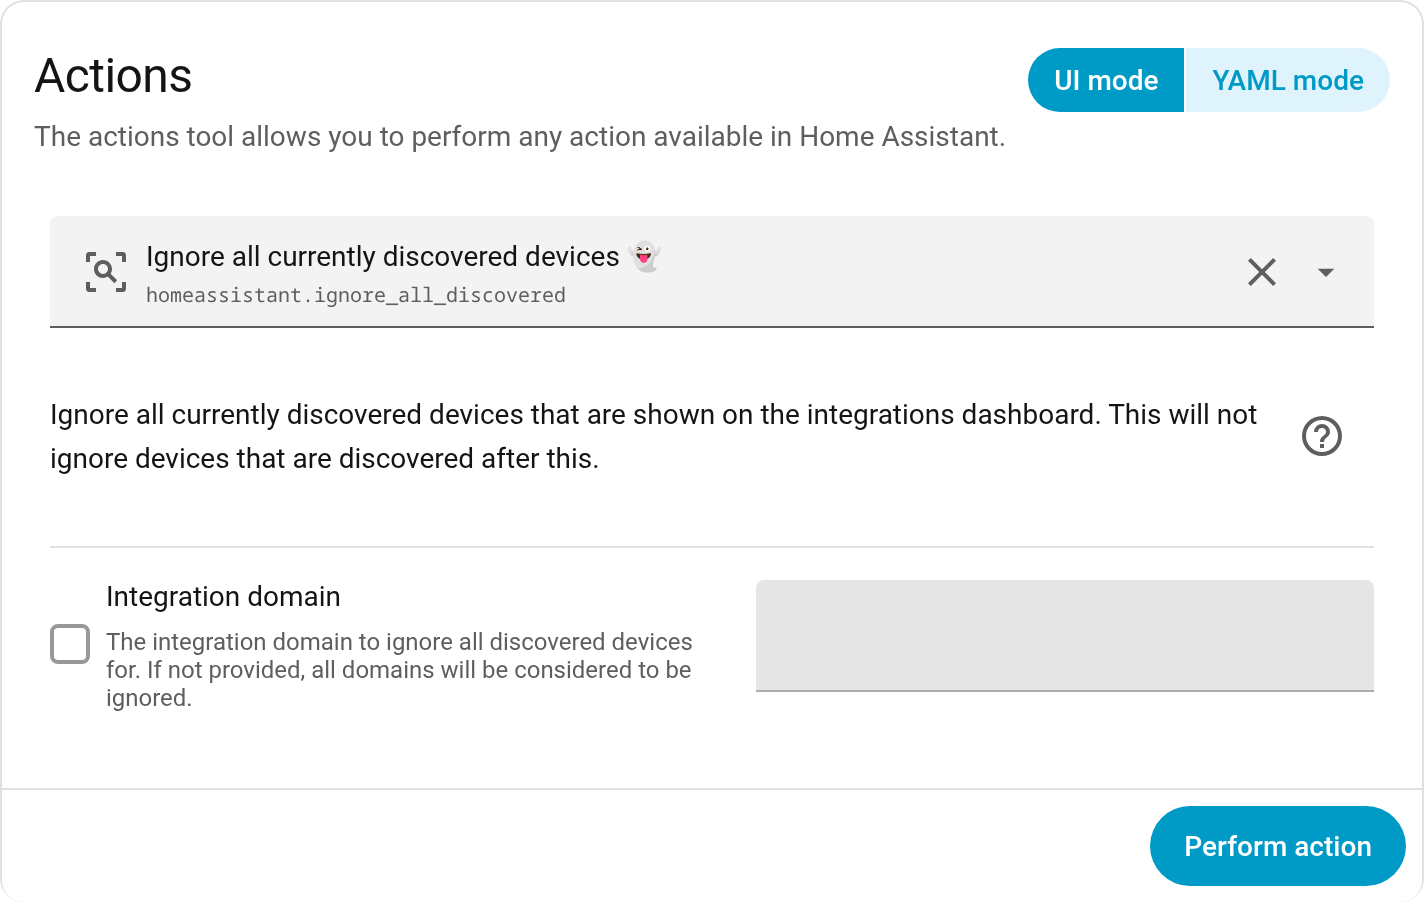 Actions
UI mode
YAML mode
The actions tool allows you to perform any action available in Home Assistant.
Ignore all currently discovered devices 👻
homeassistant.ignore_all_discovered
Ignore all currently discovered devices that are shown on the integrations dashboard. This will not
ignore devices that are discovered after this.
Integration domain
The integration domain to ignore all discovered devices
for. If not provided, all domains will be considered to be
ignored.
Perform action